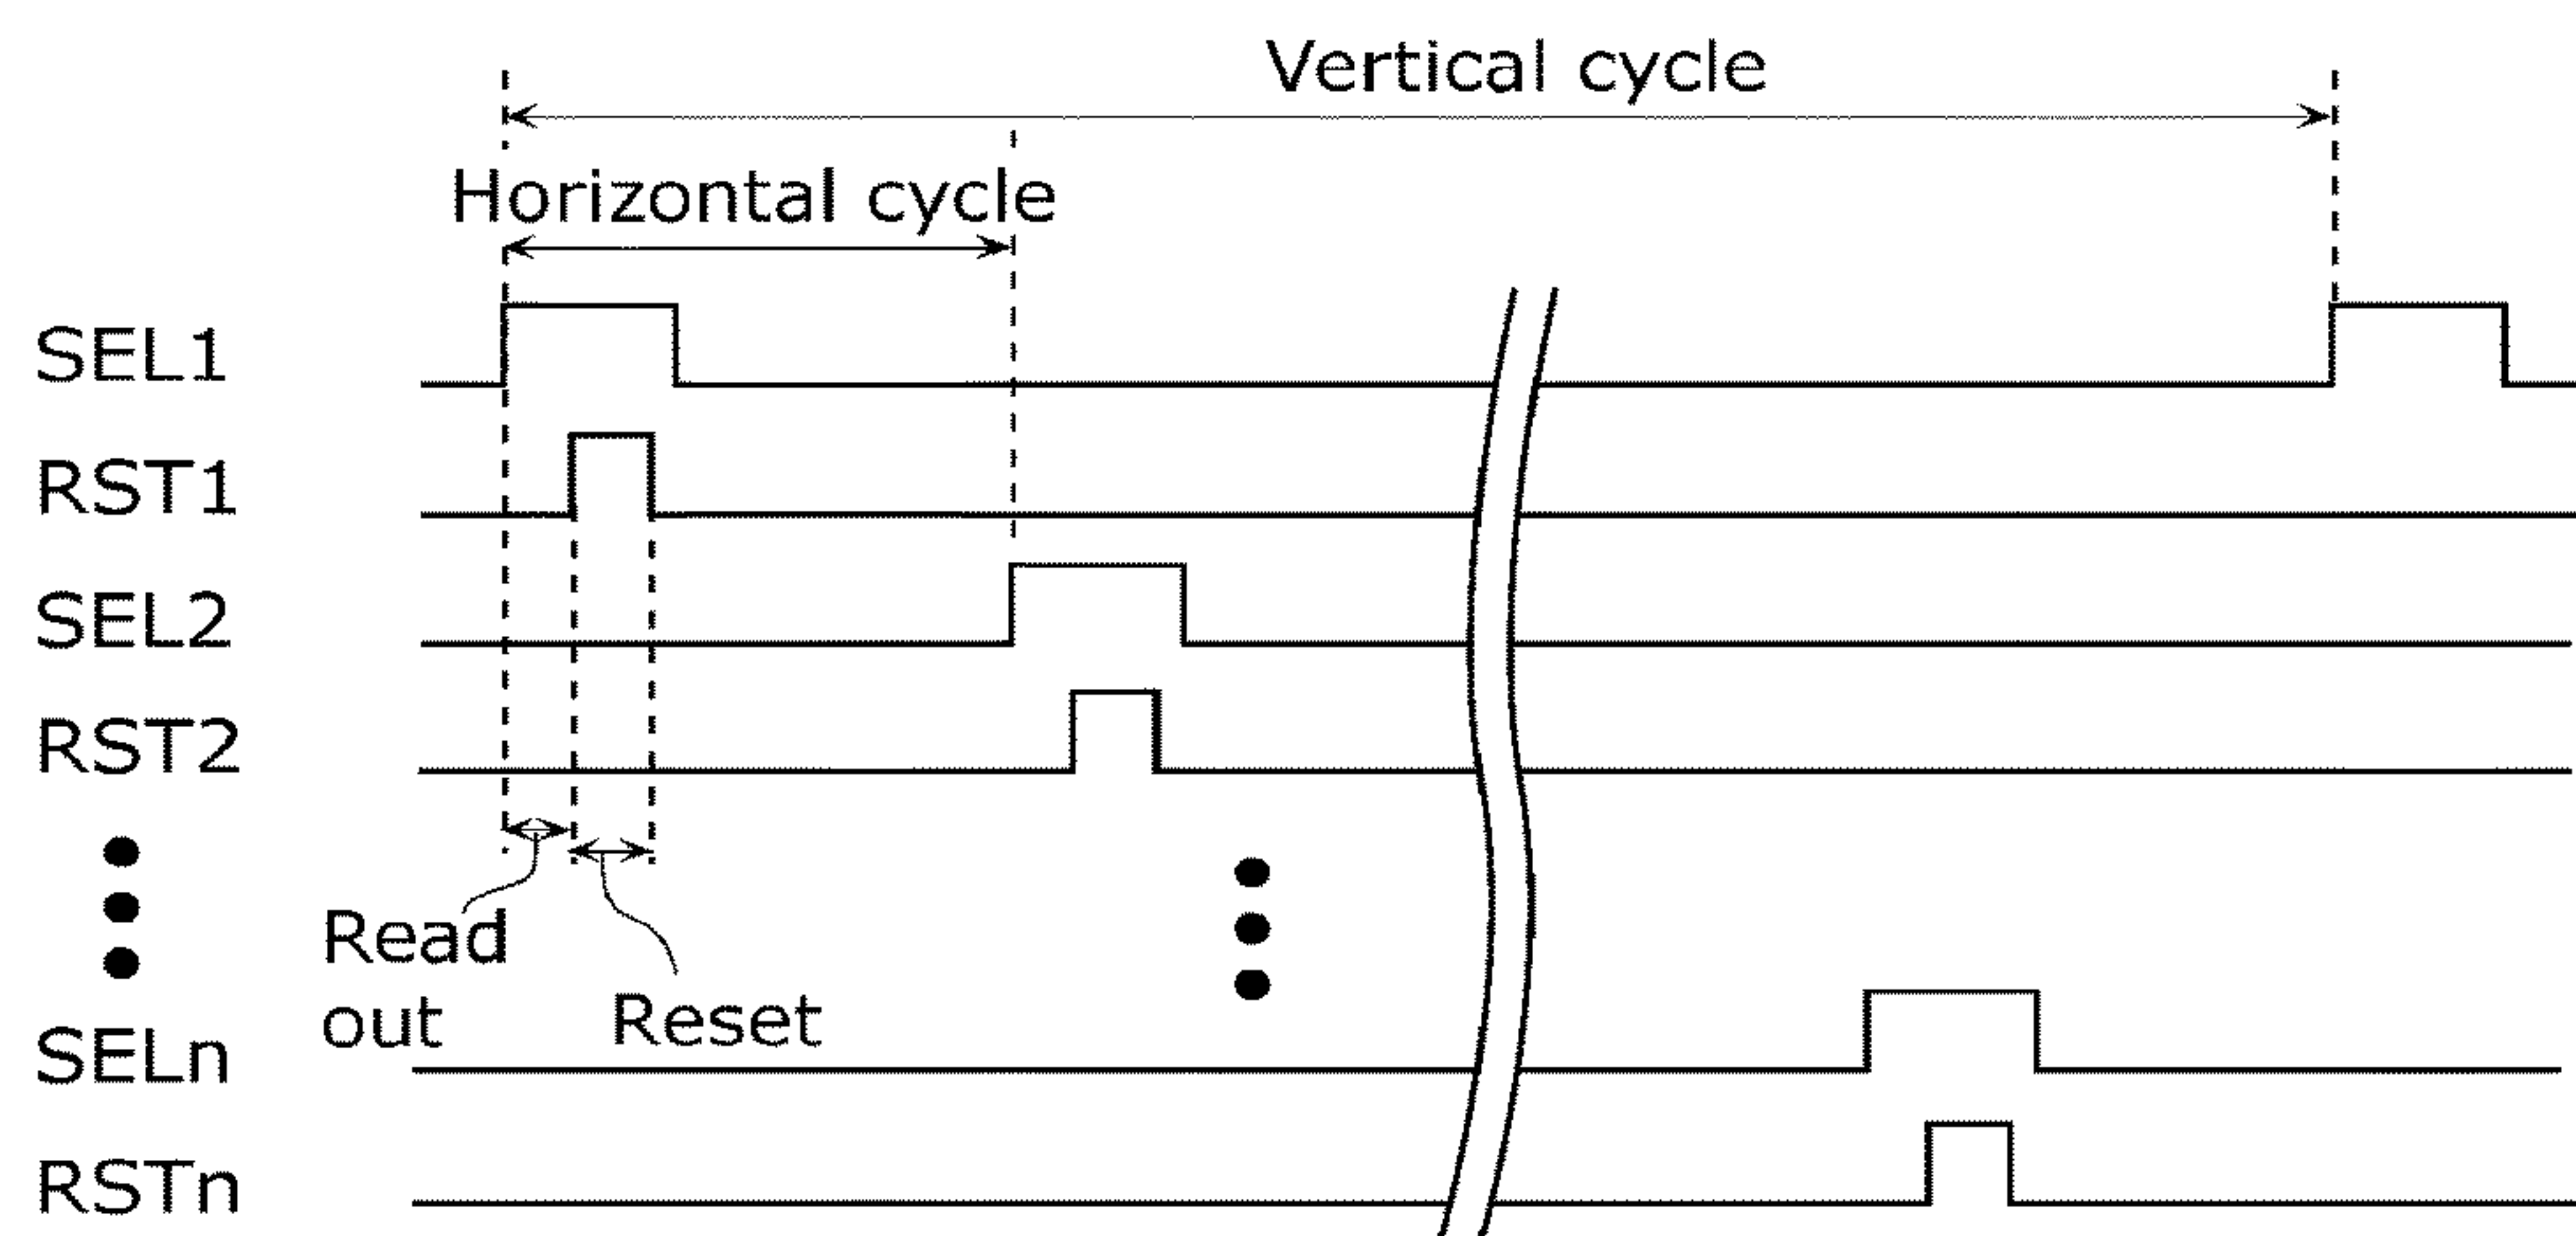 Vertical cycle
Horizontal cycle
SEL1
RST1
SEL2
RST2
Read
out
Reset
SELn
RSTn